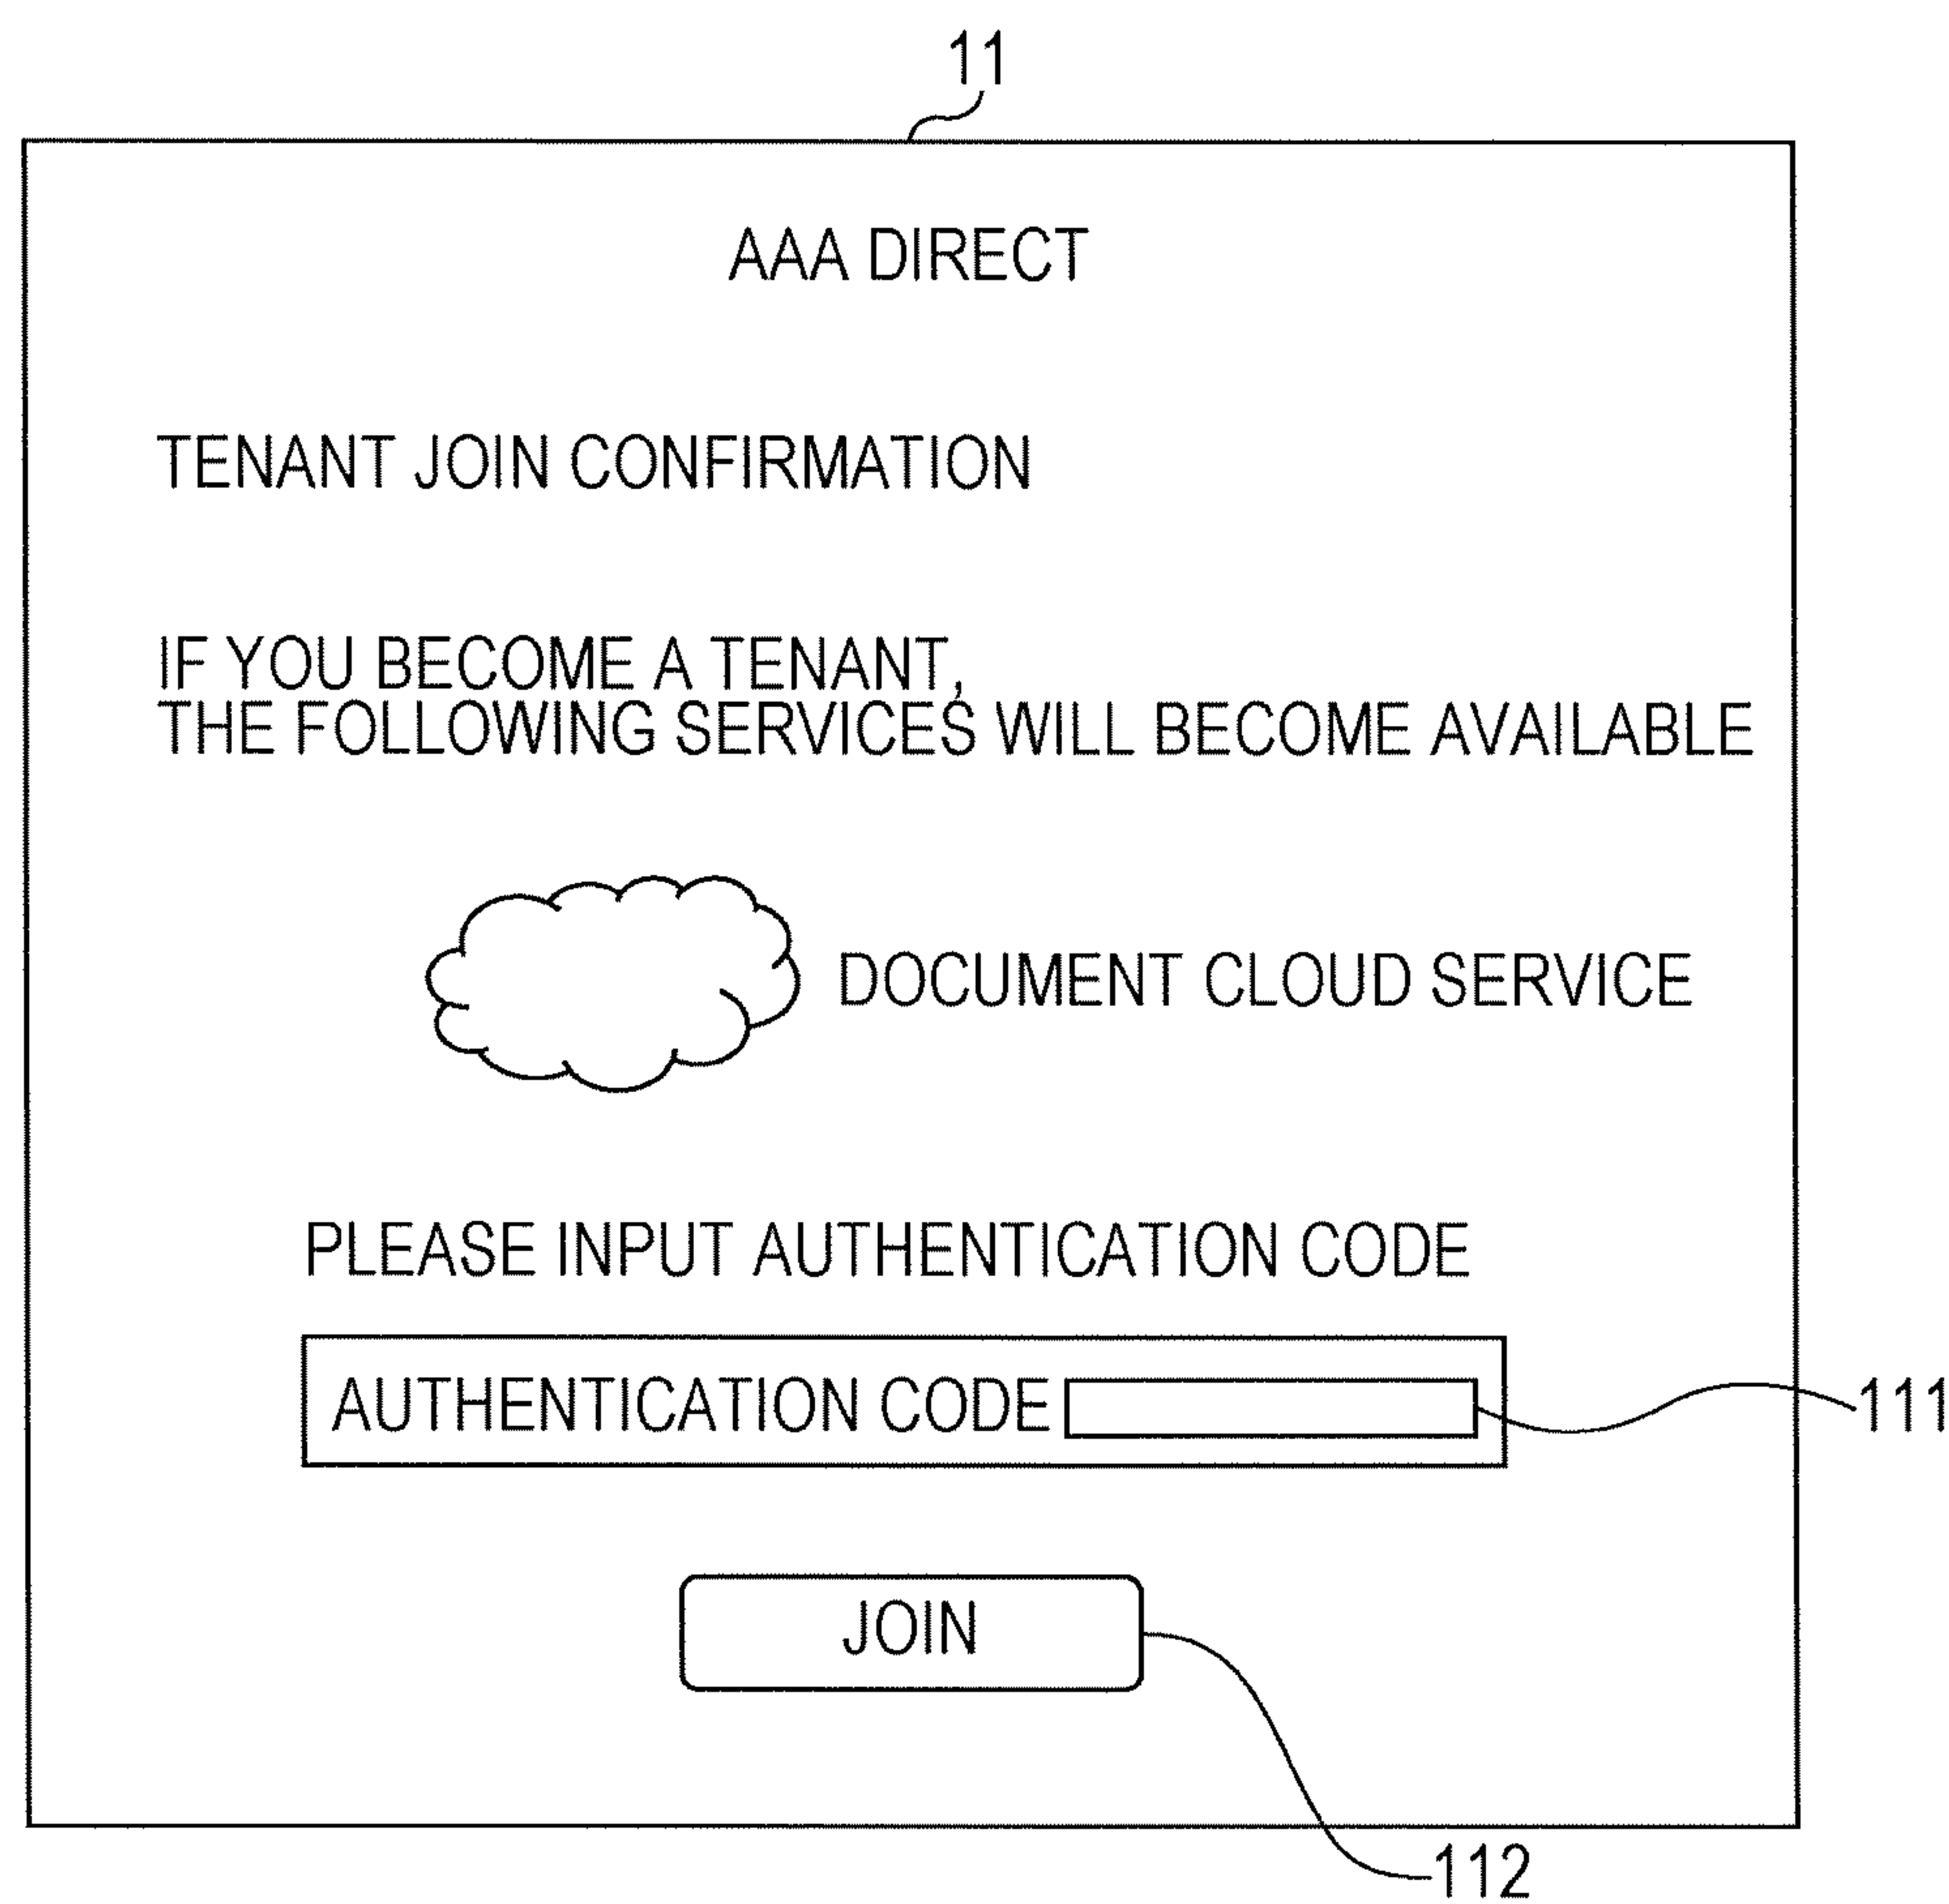 11
AAA DIRECT
TENANT JOIN CONFIRMATION
IF YOU BECOME A TENANT,
THE FOLLOWING SERVICES WILL BECOME AVAILABLE
DOCUMENT CLOUD SERVICE
PLEASE INPUT AUTHENTICATION CODE
AUTHENTICATION CODE
111
JOIN
112